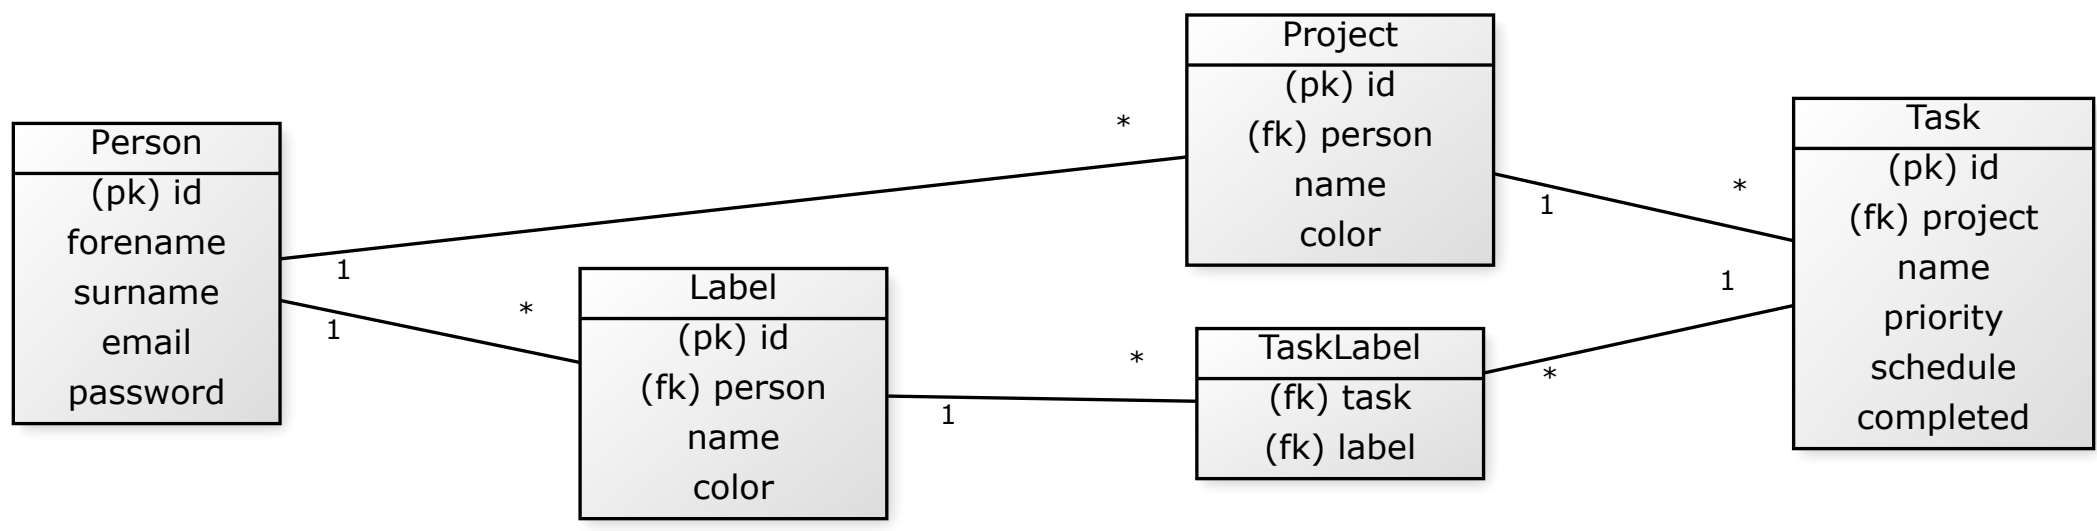 Person
(pk) id
forename
surname
email
password
1
*
1
*
Label
(pk) id
(fk) person
name
color
1
*
Project
(pk) id
(fk) person
name
color
1
*
TaskLabel
(fk) task
(fk) label
*
1
Task
(pk) id
(fk) project
name
priority
schedule
completed